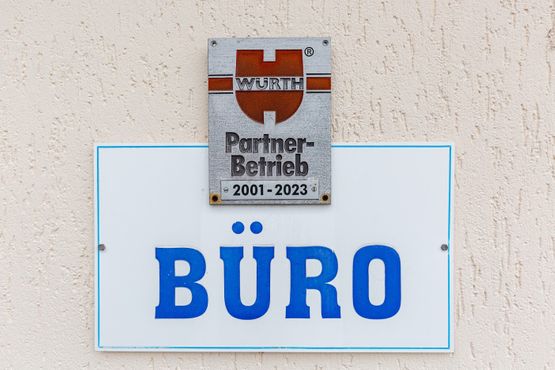 ®
WÜRTH
Partner-
Betrieb
2001-2023
BÜRO